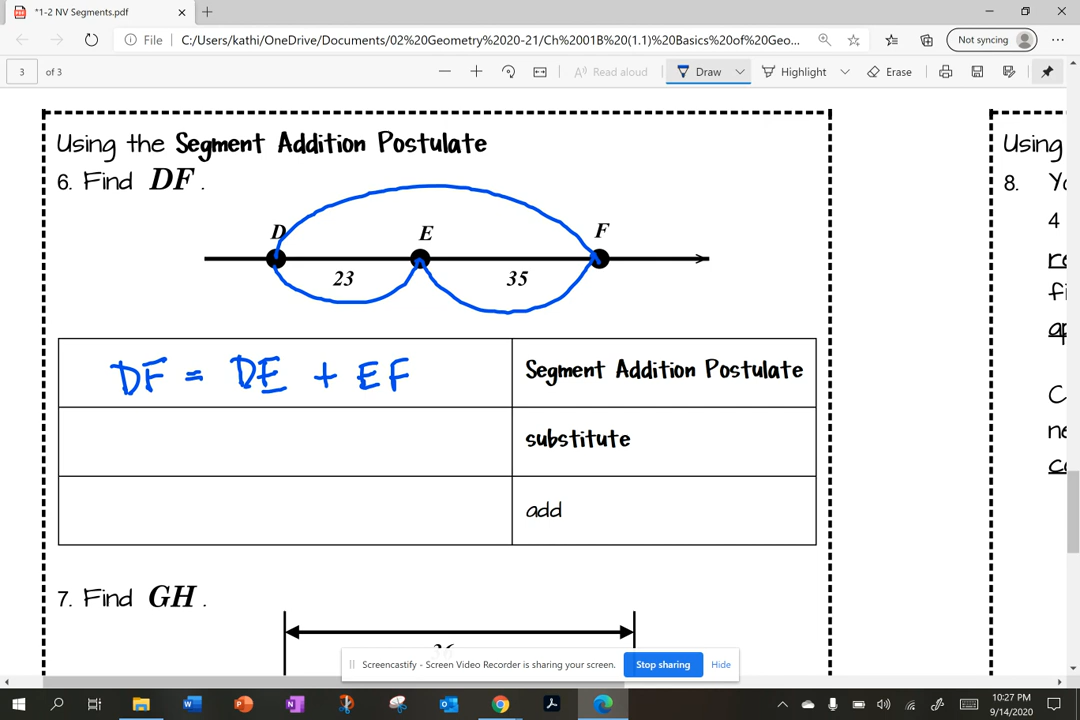 *1-2 NV Segments.pdf
File C:/Users/kathi/OneDrive/Documents/02%20Geometry%2020-21/Ch%2001B%20(1.1)%20Basics%20of%20Geo...
Not syncing
3 of 3
Read aloud Draw Highlight Erase
Using the Segment Addition Postulate
6. Find DF.
D E F
23 35
DF = DE + EF Segment Addition Postulate
substitute
add
7. Find GH.
Using
8.
4
Screencastify - Screen Video Recorder is sharing your screen. Stop sharing Hide
10:27 PM
9/14/2020